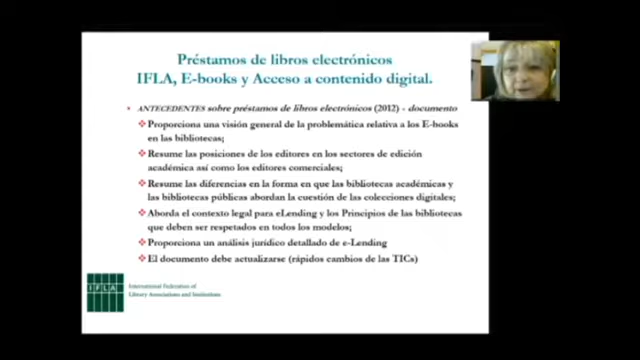 Préstamos de libros electrónicos
IFLA, E-books y Acceso a contenido digital.
• ANTECEDENTES sobre préstamos de libros electrónicos (2012) - documento
❖Proporciona una visión general de la problemática relativa a los E-books
en las bibliotecas;
❖Resume las posiciones de los editores en los sectores de edición
académica así como los editores comerciales;
❖Resume las diferencias en la forma en que las bibliotecas académicas y
las bibliotecas públicas abordan la cuestión de las colecciones digitales;
❖Aborda el contexto legal para eLending y los Principios de las bibliotecas
que deben ser respetados en todos los modelos;
❖Proporciona un análisis jurídico detallado de e-Lending
❖El documento debe actualizarse (rápidos cambios de las TICs)
IFLA
International Federation of
Library Associations and Institutions